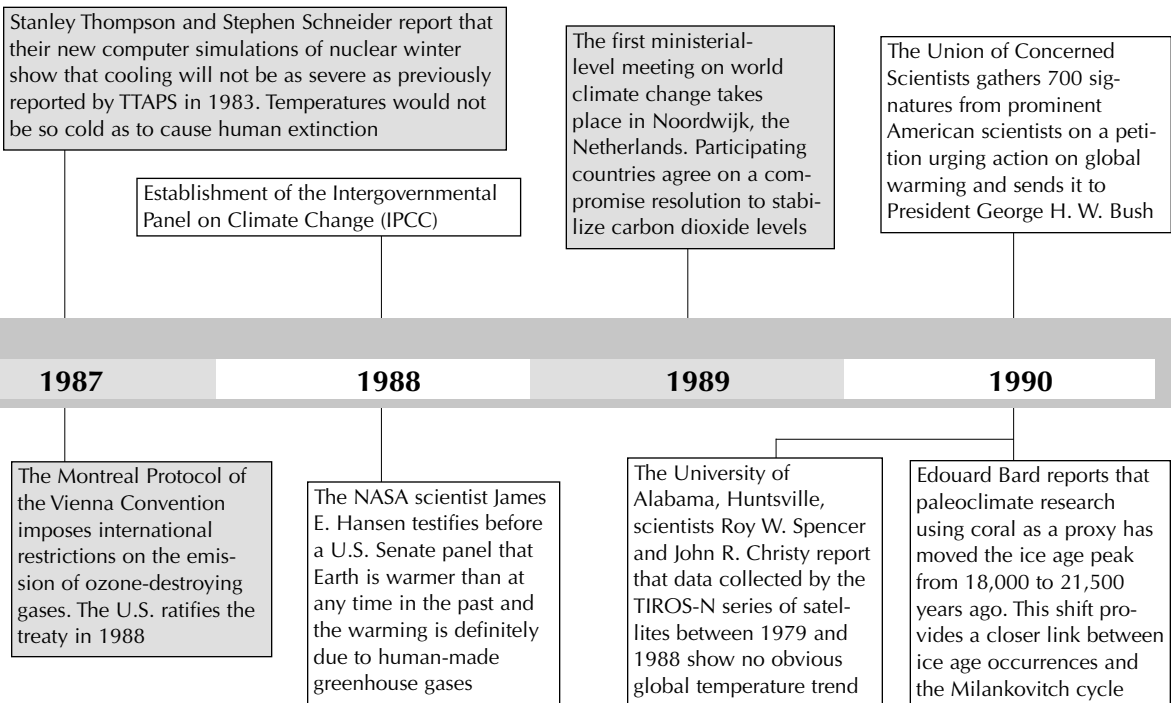 Stanley Thompson and Stephen Schneider report that
their new computer simulations of nuclear winter
show that cooling will not be as severe as previously
reported by TTAPS in 1983. Temperatures would not
be so cold as to cause human extinction
Establishment of the Intergovernmental
Panel on Climate Change (IPCC)
The first ministerial-
level meeting on world
climate change takes
place in Noordwijk, the
Netherlands. Participating
countries agree on a com-
promise resolution to stabi-
lize carbon dioxide levels
The Union of Concerned
Scientists gathers 700 sig-
natures from prominent
American scientists on a peti-
tion urging action on global
warming and sends it to
President George H. W. Bush
1987
1988
1989
1990
The Montreal Protocol of
the Vienna Convention
imposes international
restrictions on the emis-
sion of ozone-destroying
gases. The U.S. ratifies the
treaty in 1988
The NASA scientist James
E. Hansen testifies before
a U.S. Senate panel that
Earth is warmer than at
any time in the past and
the warming is definitely
due to human-made
greenhouse gases
The University of
Alabama, Huntsville,
scientists Roy W. Spencer
and John R. Christy report
that data collected by the
TIROS-N series of satel-
lites between 1979 and
1988 show no obvious
global temperature trend
Edouard Bard reports that
paleoclimate research
using coral as a proxy has
moved the ice age peak
from 18,000 to 21,500
years ago. This shift pro-
vides a closer link between
ice age occurrences and
the Milankovitch cycle